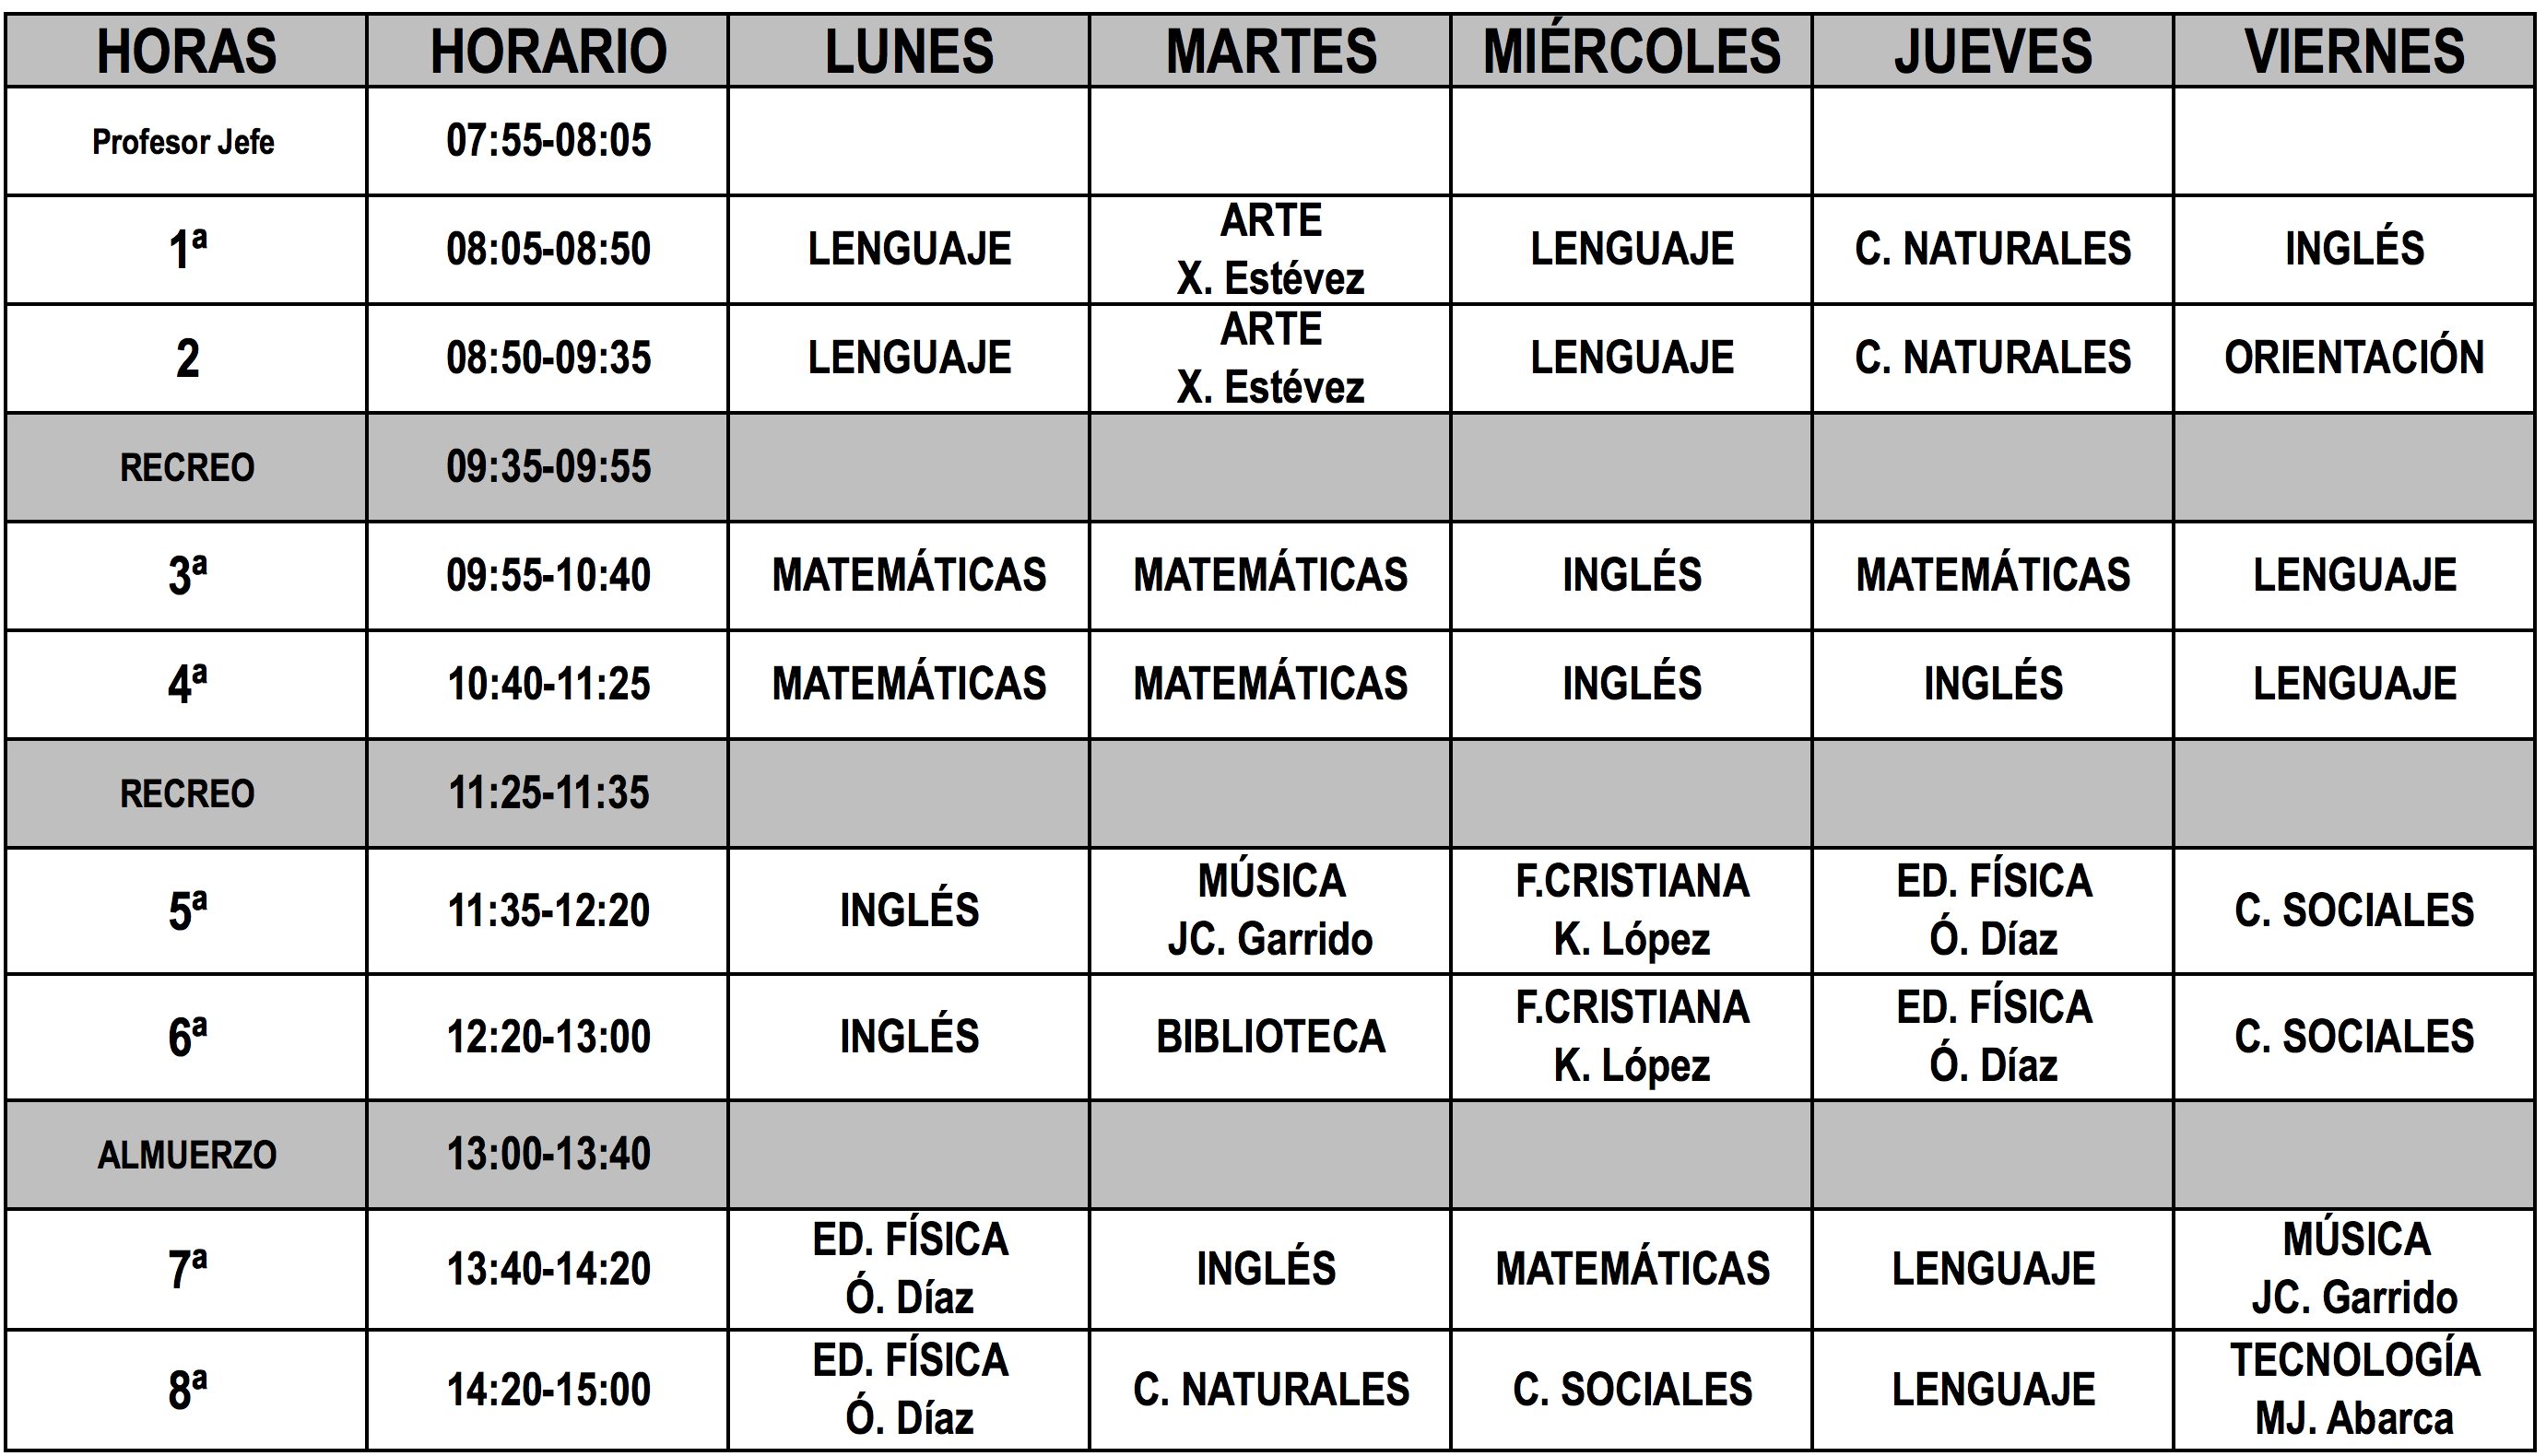 HORAS HORARIO LUNES MARTES MIÉRCOLES JUEVES VIERNES
Profesor Jefe 07:55-08:05
1ª 08:05-08:50 LENGUAJE ARTE LENGUAJE C. NATURALES INGLÉS
X. Estévez
2 08:50-09:35 LENGUAJE ARTE LENGUAJE C. NATURALES ORIENTACIÓN
X. Estévez
RECREO 09:35-09:55
3ª 09:55-10:40 MATEMÁTICAS MATEMÁTICAS INGLÉS MATEMÁTICAS LENGUAJE
4ª 10:40-11:25 MATEMÁTICAS MATEMÁTICAS INGLÉS INGLÉS LENGUAJE
RECREO 11:25-11:35
5ª 11:35-12:20 INGLÉS MÚSICA F.CRISTIANA ED. FÍSICA C. SOCIALES
JC. Garrido K. López Ó. Díaz
6ª 12:20-13:00 INGLÉS BIBLIOTECA F.CRISTIANA ED. FÍSICA C. SOCIALES
K. López Ó. Díaz
ALMUERZO 13:00-13:40
7ª 13:40-14:20 ED. FÍSICA INGLÉS MATEMÁTICAS LENGUAJE MÚSICA
Ó. Díaz JC. Garrido
8ª 14:20-15:00 ED. FÍSICA C. NATURALES C. SOCIALES LENGUAJE TECNOLOGÍA
Ó. Díaz MJ. Abarca